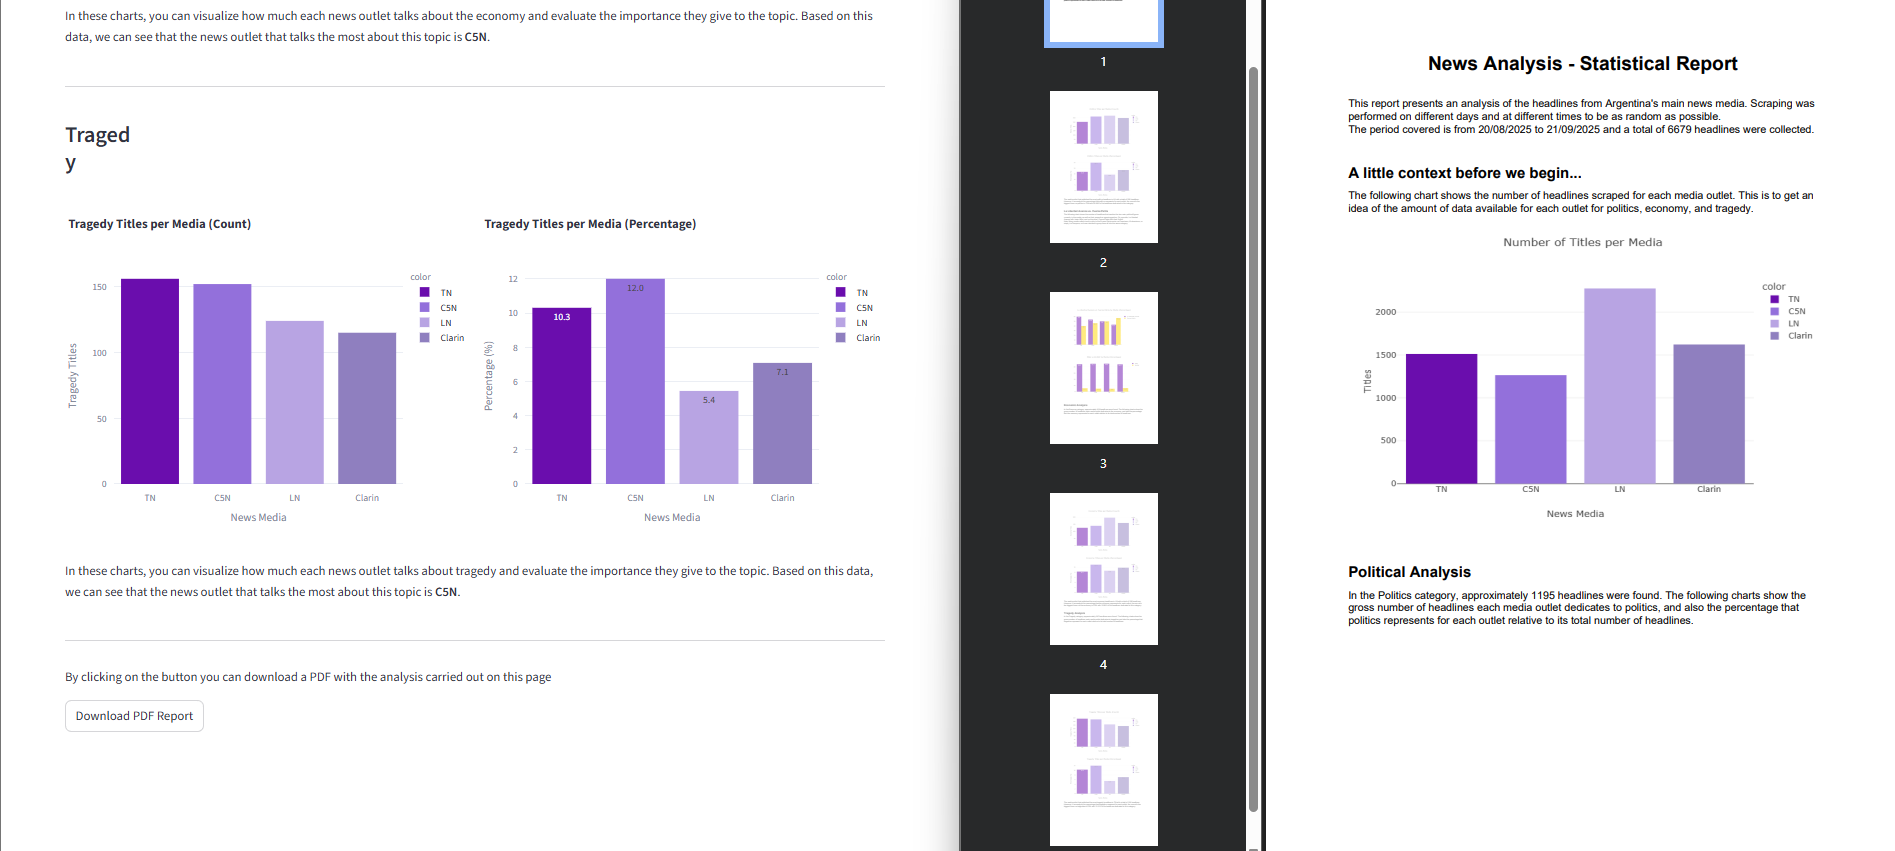 In these charts, you can visualize how much each news outlet talks about the economy and evaluate the importance they give to the topic. Based on this
data, we can see that the news outlet that talks the most about this topic is C5N.
Traged
y
Tragedy Titles per Media (Count)
150
100
50
0
Tragedy Titles
TN
C5N
LN
Clarin
News Media
color
TN
C5N
LN
Clarin
Tragedy Titles per Media (Percentage)
12
10
8
6
4
2
0
Percentage (%)
10.3
12.0
5.4
7.1
TN
C5N
LN
Clarin
News Media
color
TN
C5N
LN
Clarin
In these charts, you can visualize how much each news outlet talks about tragedy and evaluate the importance they give to the topic. Based on this data,
we can see that the news outlet that talks the most about this topic is C5N.
By clicking on the button you can download a PDF with the analysis carried out on this page
Download PDF Report
1
2
3
4
News Analysis - Statistical Report
This report presents an analysis of the headlines from Argentina's main news media. Scraping was
performed on different days and at different times to be as random as possible.
The period covered is from 20/08/2025 to 21/09/2025 and a total of 6679 headlines were collected.
A little context before we begin...
The following chart shows the number of headlines scraped for each media outlet. This is to get an
idea of the amount of data available for each outlet for politics, economy, and tragedy.
Number of Titles per Media
2000
1500
1000
500
0
Titles
TN
C5N
LN
Clarin
News Media
color
TN
C5N
LN
Clarin
Political Analysis
In the Politics category, approximately 1195 headlines were found. The following charts show the
gross number of headlines each media outlet dedicates to politics, and also the percentage that
politics represents for each outlet relative to its total number of headlines.